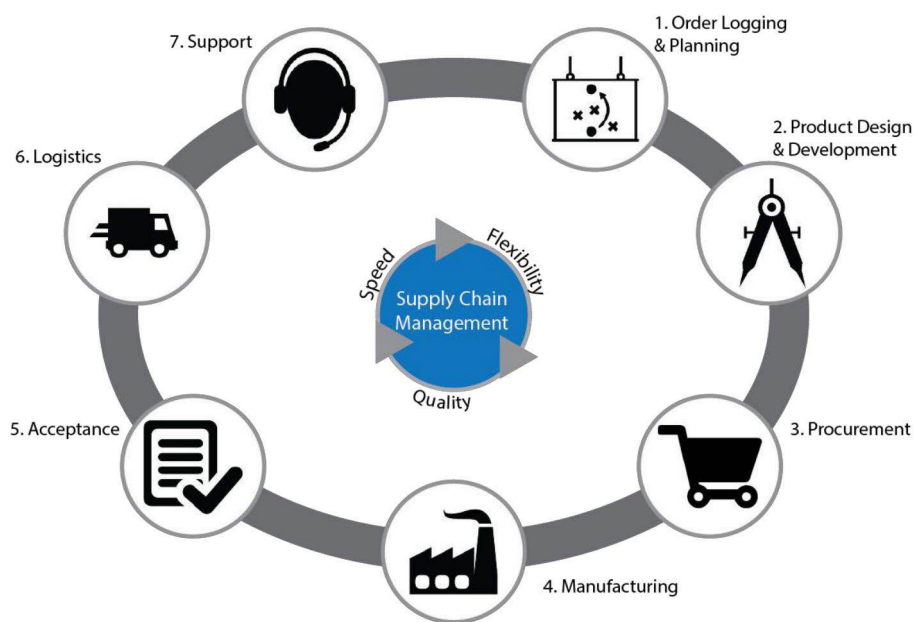 1. Order Logging
& Planning
2. Product Design
& Development
3. Procurement
4. Manufacturing
5. Acceptance
6. Logistics
7. Support
Speed
Flexibility
Quality
Supply Chain
Management